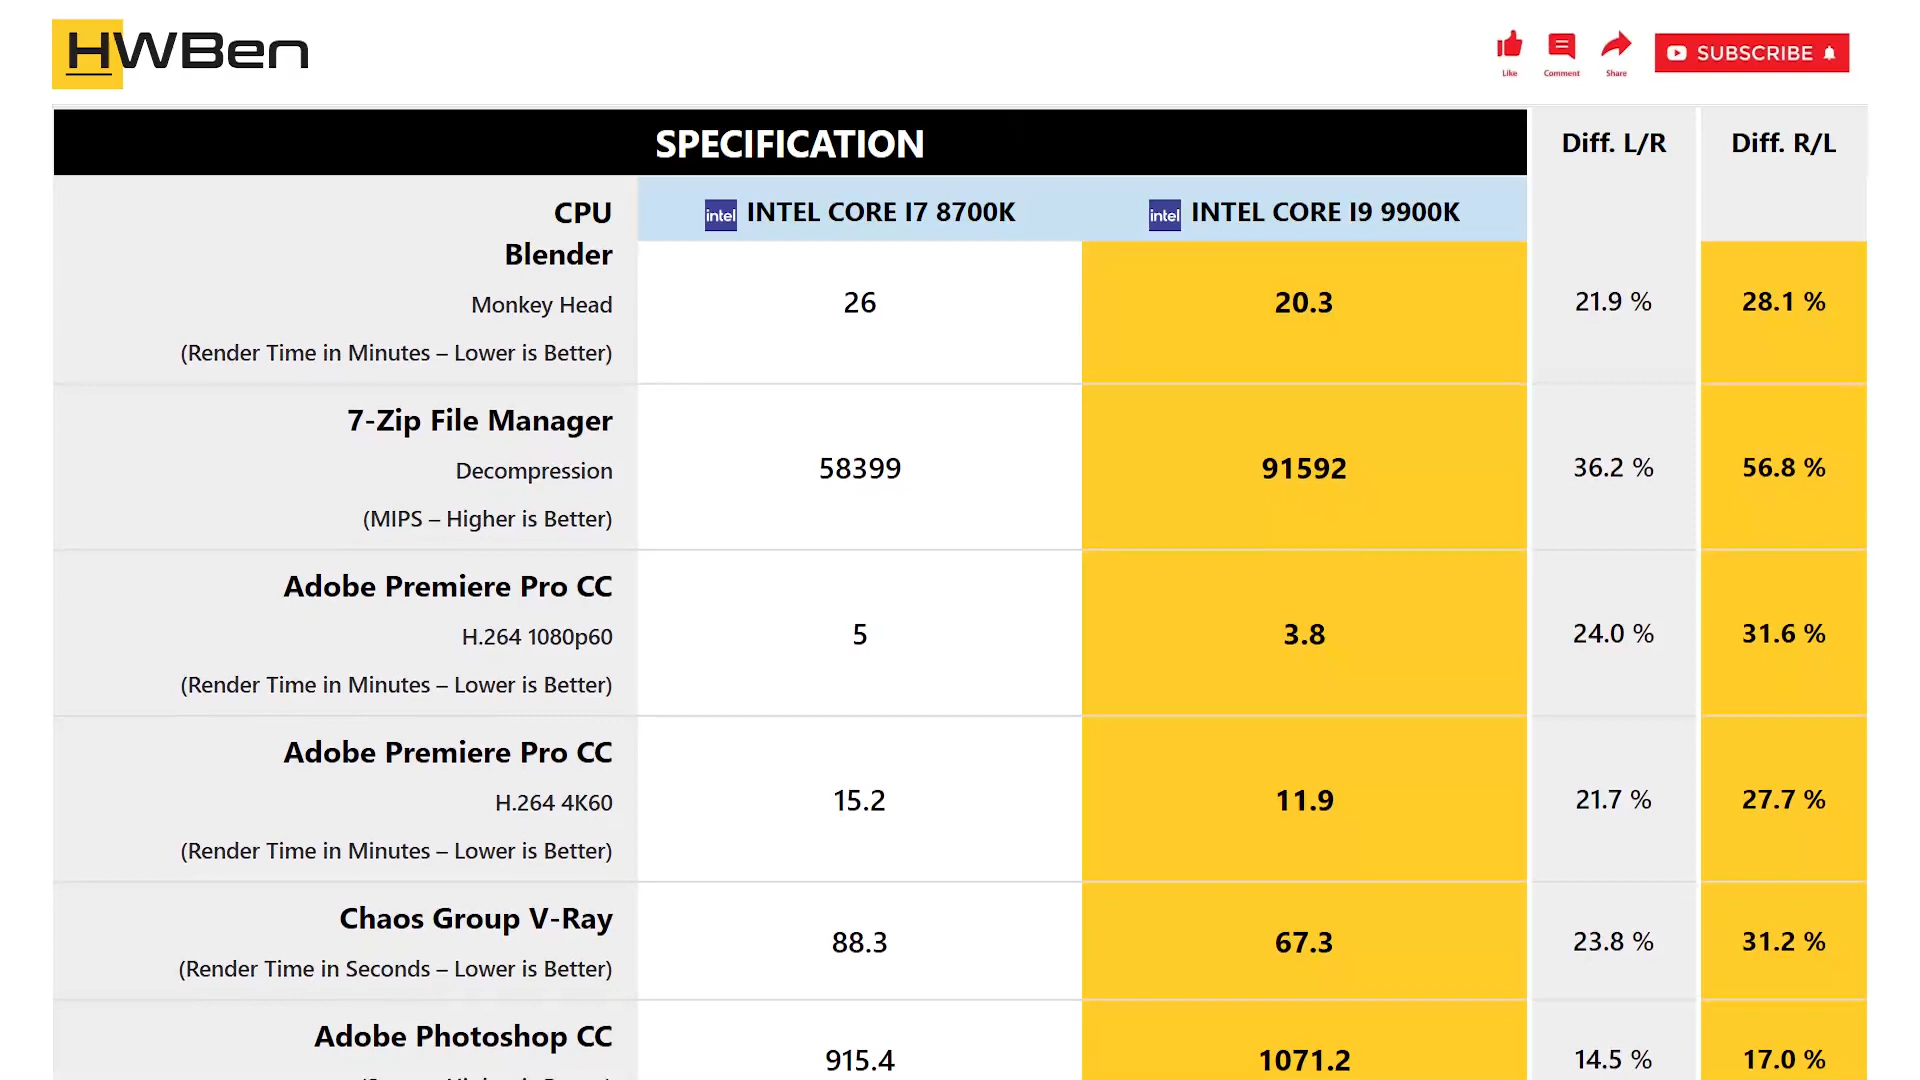 HWBen
Like
Comment
Share
SUBSCRIBE
SPECIFICATION
Diff. L/R
Diff. R/L
CPU
intel INTEL CORE I7 8700K
intel INTEL CORE I9 9900K
Blender
Monkey Head
(Render Time in Minutes – Lower is Better)
26
20.3
21.9 %
28.1 %
7-Zip File Manager
Decompression
(MIPS – Higher is Better)
58399
91592
36.2 %
56.8 %
Adobe Premiere Pro CC
H.264 1080p60
(Render Time in Minutes – Lower is Better)
5
3.8
24.0 %
31.6 %
Adobe Premiere Pro CC
H.264 4K60
(Render Time in Minutes – Lower is Better)
15.2
11.9
21.7 %
27.7 %
Chaos Group V-Ray
(Render Time in Seconds – Lower is Better)
88.3
67.3
23.8 %
31.2 %
Adobe Photoshop CC
915.4
1071.2
14.5 %
17.0 %